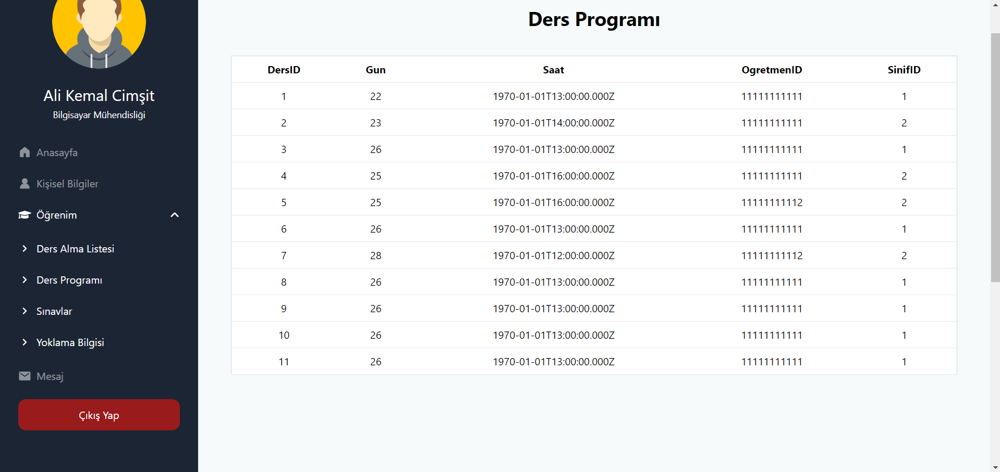 Ali Kemal Cimşit
Bilgisayar Mühendisliği
Anasayfa
Kişisel Bilgiler
Öğrenim
Ders Alma Listesi
Ders Programı
Sınavlar
Yoklama Bilgisi
Mesaj
Çıkış Yap
Ders Programı
DersID Gun Saat OgretmenID SinifID
1 22 1970-01-01T13:00:00.000Z 11111111111 1
2 23 1970-01-01T14:00:00.000Z 11111111111 2
3 26 1970-01-01T13:00:00.000Z 11111111111 1
4 25 1970-01-01T16:00:00.000Z 11111111111 2
5 25 1970-01-01T16:00:00.000Z 11111111112 2
6 26 1970-01-01T13:00:00.000Z 11111111111 1
7 28 1970-01-01T12:00:00.000Z 11111111112 2
8 26 1970-01-01T13:00:00.000Z 11111111111 1
9 26 1970-01-01T13:00:00.000Z 11111111111 1
10 26 1970-01-01T13:00:00.000Z 11111111111 1
11 26 1970-01-01T13:00:00.000Z 11111111111 1